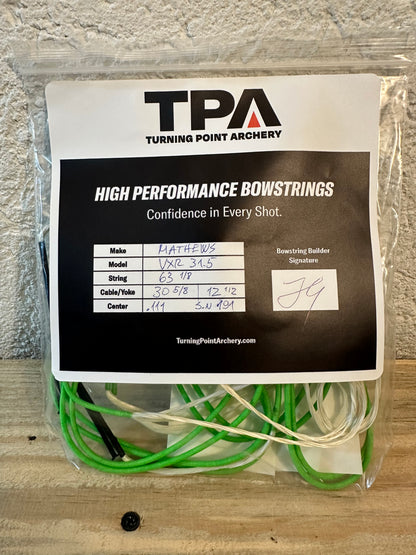 TPA
TURNING POINT ARCHERY
HIGH PERFORMANCE BOWSTRINGS
Confidence in Every Shot.
Make MATHEWS
Model VXR 31.5
String 63 1/8
Cable/Yoke 30 5/8 12 1/2
Center .111 S.N 191
Bowstring Builder
Signature
TurningPointArchery.com